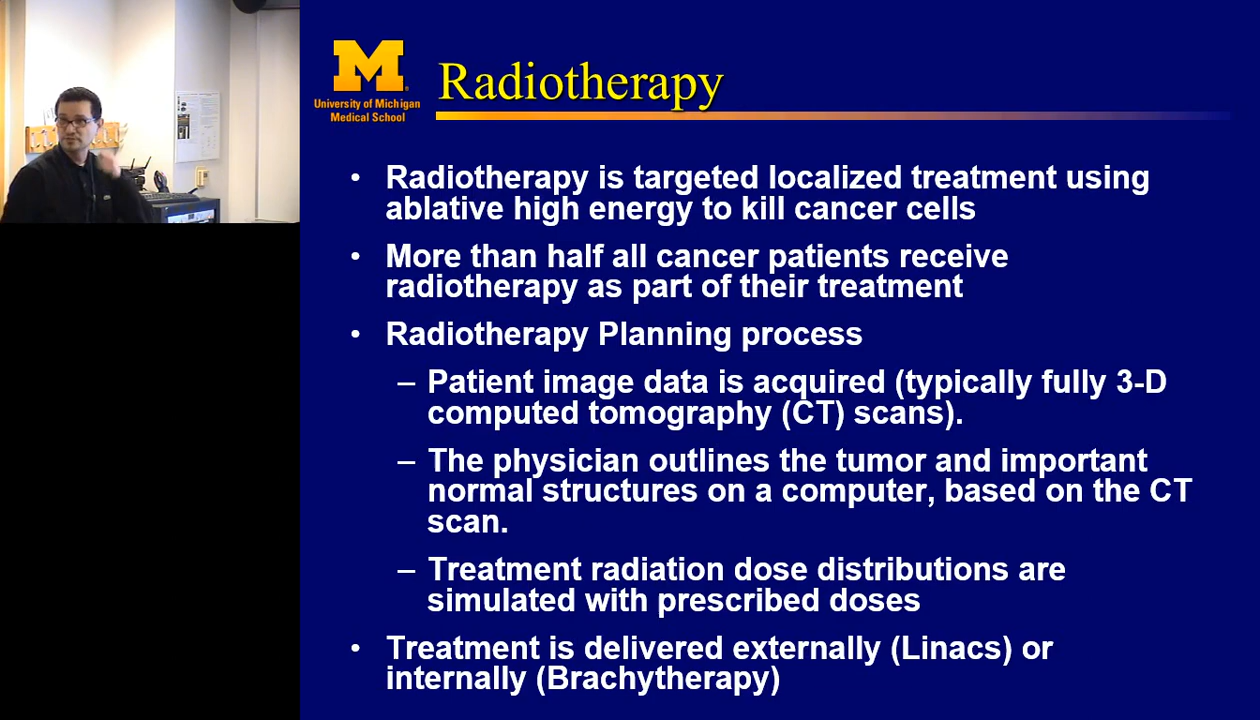 M
University of Michigan
Medical School
Radiotherapy
• Radiotherapy is targeted localized treatment using
ablative high energy to kill cancer cells
• More than half all cancer patients receive
radiotherapy as part of their treatment
• Radiotherapy Planning process
– Patient image data is acquired (typically fully 3-D
computed tomography (CT) scans).
– The physician outlines the tumor and important
normal structures on a computer, based on the CT
scan.
– Treatment radiation dose distributions are
simulated with prescribed doses
• Treatment is delivered externally (Linacs) or
internally (Brachytherapy)